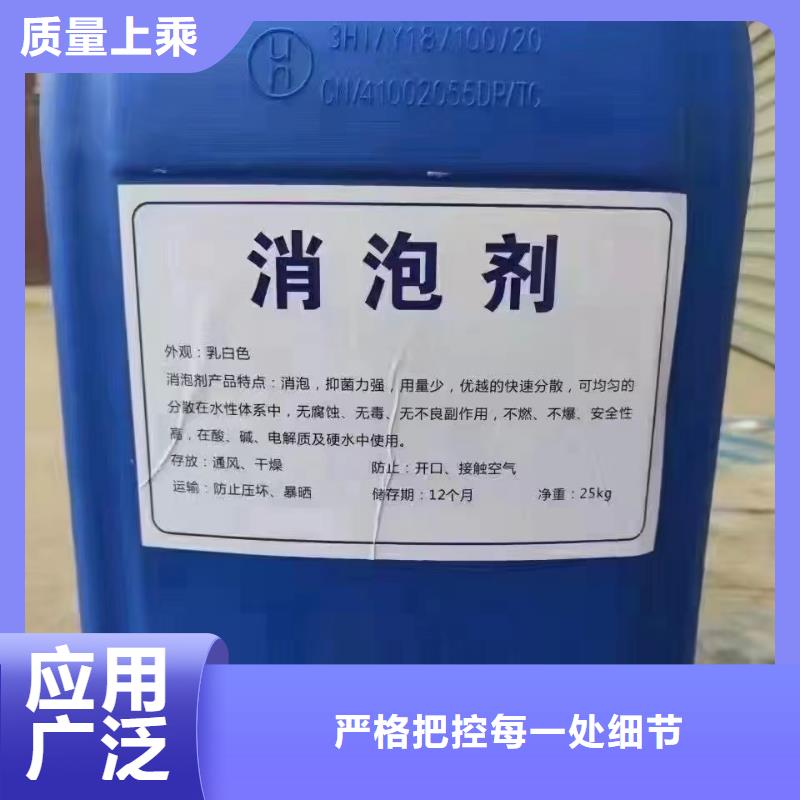 质量上乘
3H1/Y18/100/20
CN/41002055DP/TC
消泡剂
外观：乳白色
消泡剂产品特点：消泡，抑菌力强，用量少，优越的快速分散，可均匀的
分散在水性体系中，无腐蚀、无毒、无不良副作用，不燃、不爆、安全性
高，在酸、碱、电解质及硬水中使用。
存放：通风、干燥 防止：开口、接触空气
运输：防止压坏、暴晒 储存期：12个月 净重：25kg
应用
广泛
严格把控每一处细节